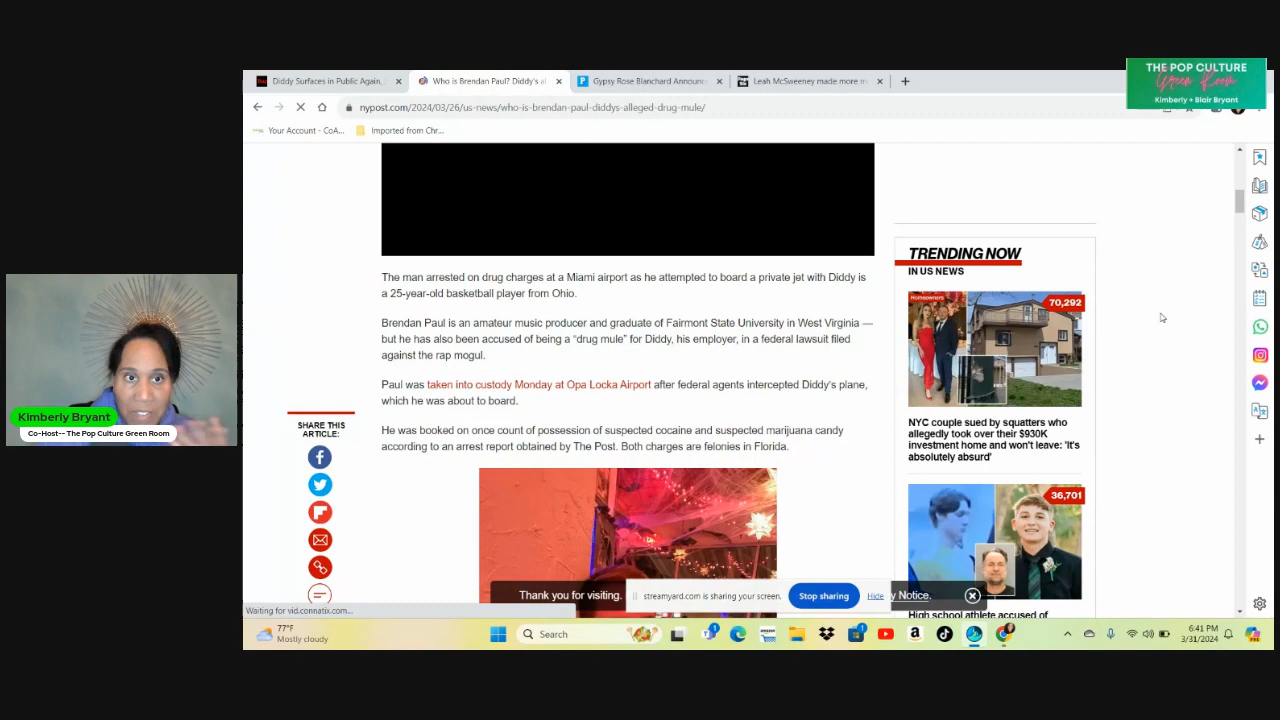 Diddy Surfaces in Public Again,
Who is Brendan Paul? Diddy's al
Gypsy Rose Blanchard Announc
Leah McSweeney made more m
THE POP CULTURE
Green Room
Kimberly + Blair Bryant
nypost.com/2024/03/26/us-news/who-is-brendan-paul-diddys-alleged-drug-mule/
Your Account - CoA...
Imported from Chr...
The man arrested on drug charges at a Miami airport as he attempted to board a private jet with Diddy is
a 25-year-old basketball player from Ohio.
Brendan Paul is an amateur music producer and graduate of Fairmont State University in West Virginia —
but he has also been accused of being a “drug mule” for Diddy, his employer, in a federal lawsuit filed
against the rap mogul.
Paul was taken into custody Monday at Opa Locka Airport after federal agents intercepted Diddy's plane,
which he was about to board.
He was booked on once count of possession of suspected cocaine and suspected marijuana candy
according to an arrest report obtained by The Post. Both charges are felonies in Florida.
SHARE THIS
ARTICLE:
TRENDING NOW
IN US NEWS
Homeowners
70,292
NYC couple sued by squatters who
allegedly took over their $930K
investment home and won't leave: 'It's
absolutely absurd'
36,701
High school athlete accused of
Kimberly Bryant
Co-Host-- The Pop Culture Green Room
Thank you for visiting.
streamyard.com is sharing your screen.
Stop sharing
Hide
y Notice.
Waiting for vid.connatix.com...
77°F
Mostly cloudy
Search
6:41 PM
3/31/2024